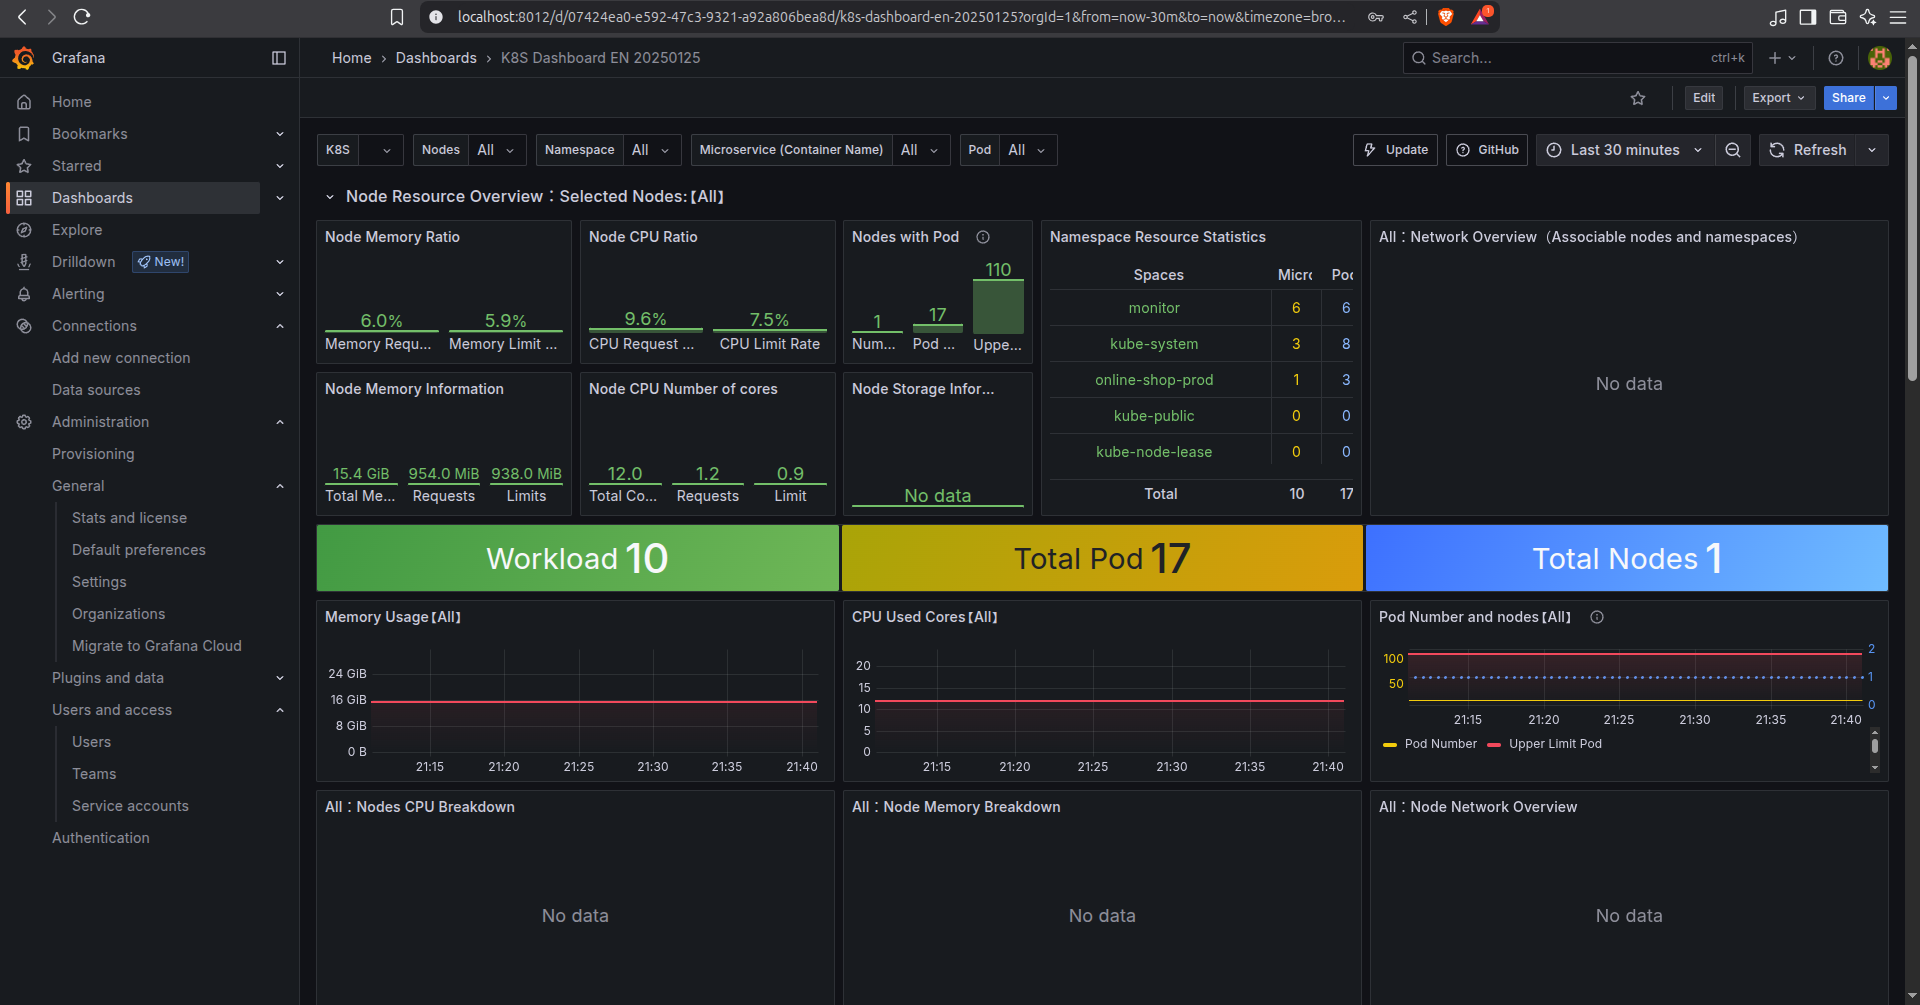 localhost:8012/d/07424ea0-e592-47c3-9321-a92a806bea8d/k8s-dashboard-en-20250125?orgId=1&from=now-30m&to=now&timezone=bro...
1
Grafana
Home › Dashboards › K8S Dashboard EN 20250125
Search...
ctrl+k
Edit
Export
Share
Home
Bookmarks
Starred
Dashboards
Explore
Drilldown
New!
Alerting
Connections
Add new connection
Data sources
Administration
Provisioning
General
Stats and license
Default preferences
Settings
Organizations
Migrate to Grafana Cloud
Plugins and data
Users and access
Users
Teams
Service accounts
Authentication
K8S
Nodes All
Namespace All
Microservice (Container Name) All
Pod All
Update
GitHub
Last 30 minutes
Refresh
Node Resource Overview：Selected Nodes:【All】
Node Memory Ratio
6.0% 5.9%
Memory Requ... Memory Limit ...
Node CPU Ratio
9.6% 7.5%
CPU Request ... CPU Limit Rate
Nodes with Pod
1 17 110
Num... Pod ... Uppe...
Namespace Resource Statistics
Spaces Micro Pod
monitor 6 6
kube-system 3 8
online-shop-prod 1 3
kube-public 0 0
kube-node-lease 0 0
Total 10 17
All：Network Overview（Associable nodes and namespaces）
No data
Node Memory Information
15.4 GiB 954.0 MiB 938.0 MiB
Total Me... Requests Limits
Node CPU Number of cores
12.0 1.2 0.9
Total Co... Requests Limit
Node Storage Infor...
No data
Workload 10
Total Pod 17
Total Nodes 1
Memory Usage【All】
24 GiB
16 GiB
8 GiB
0 B
21:15 21:20 21:25 21:30 21:35 21:40
CPU Used Cores【All】
20
15
10
5
0
21:15 21:20 21:25 21:30 21:35 21:40
Pod Number and nodes【All】
100
50
2
1
0
21:15 21:20 21:25 21:30 21:35 21:40
Pod Number Upper Limit Pod
All：Nodes CPU Breakdown
No data
All：Node Memory Breakdown
No data
All：Node Network Overview
No data